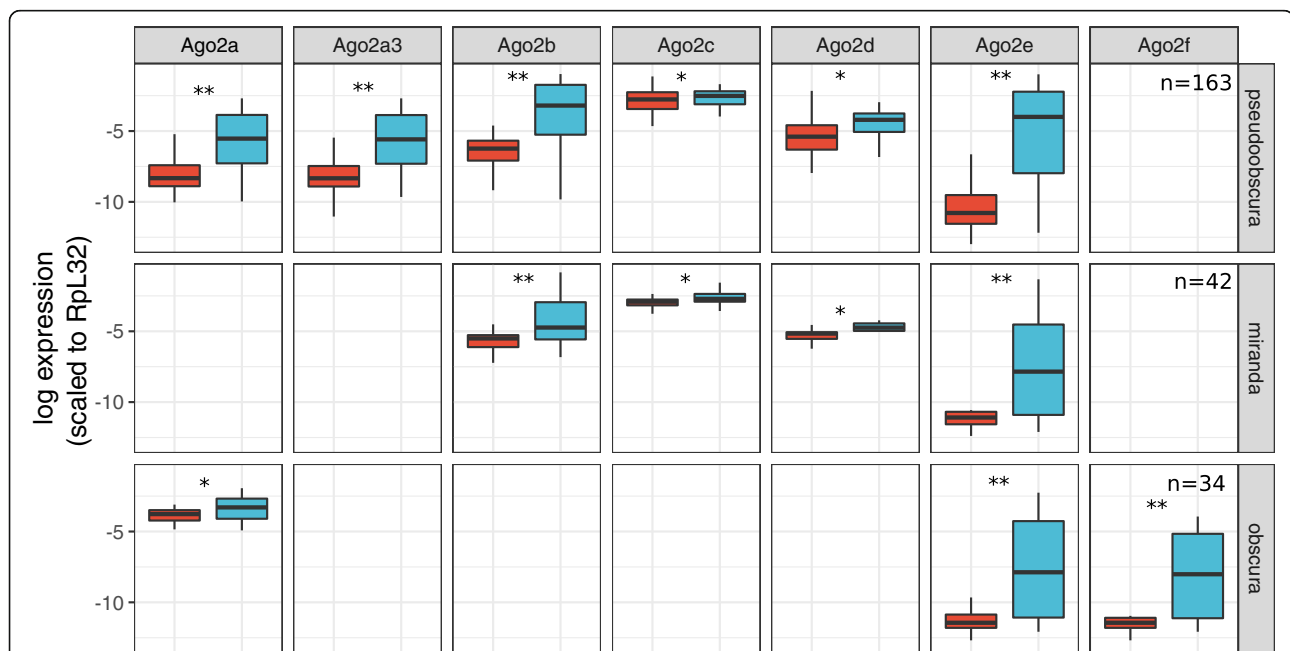 Ago2a Ago2a3 Ago2b Ago2c Ago2d Ago2e Ago2f
** ** ** * * ** n=163
-5
-10
pseudoobscura
** * * ** n=42
-5
-10
miranda
log expression
(scaled to RpL32)
* ** ** n=34
-5
-10
obscura